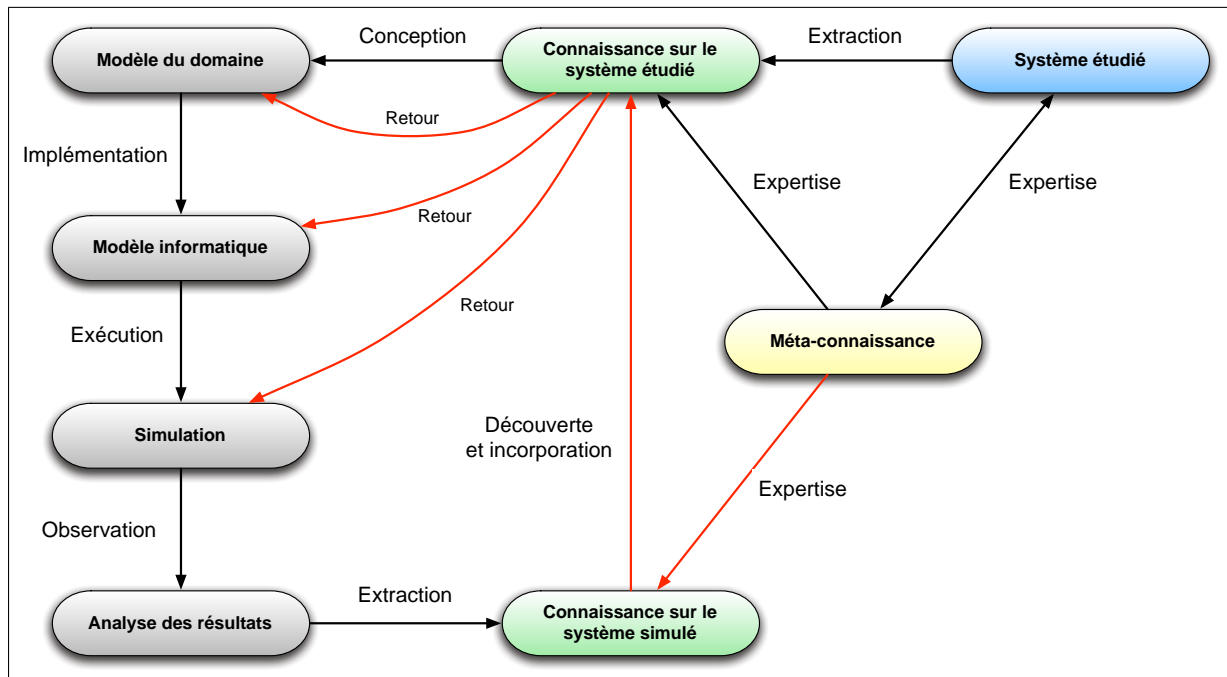 Conception
Extraction
Modèle du domaine
Connaissance sur le
système étudié
Système étudié
Retour
Implémentation
Expertise
Expertise
Retour
Modèle informatique
Retour
Exécution
Méta-connaissance
Découverte
et incorporation
Simulation
Expertise
Observation
Extraction
Analyse des résultats
Connaissance sur le
système simulé